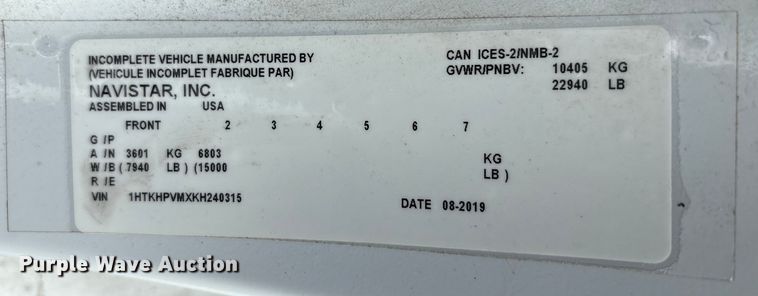 INCOMPLETE VEHICLE MANUFACTURED BY
(VEHICULE INCOMPLET FABRIQUE PAR)
NAVISTAR, INC.
ASSEMBLED IN USA
CAN ICES-2/NMB-2
GVWR/PNBV: 10405 KG
22940 LB
FRONT 2 3 4 5 6 7
G /P
A /N 3601 KG 6803 KG
W/B ( 7940 LB ) (15000 LB )
R /E
VIN 1HTKHPVMXKH240315
DATE 08-2019
Purple Wave Auction